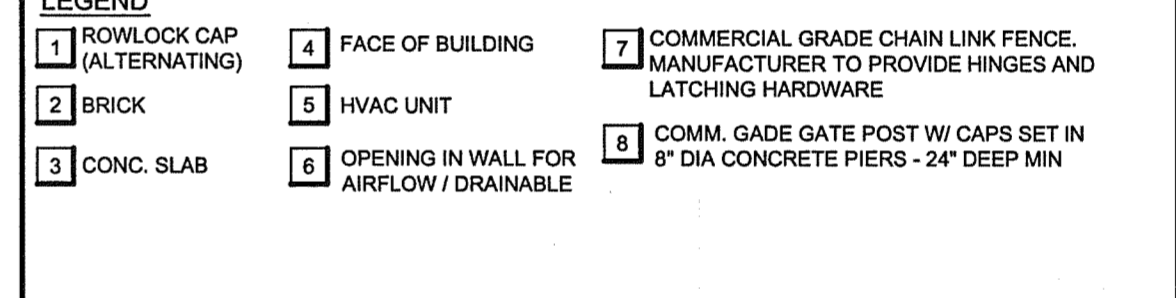 LEGEND
1 ROWLOCK CAP
(ALTERNATING)
2 BRICK
3 CONC. SLAB
4 FACE OF BUILDING
5 HVAC UNIT
6 OPENING IN WALL FOR
AIRFLOW / DRAINABLE
7 COMMERCIAL GRADE CHAIN LINK FENCE.
MANUFACTURER TO PROVIDE HINGES AND
LATCHING HARDWARE
8 COMM. GADE GATE POST W/ CAPS SET IN
8" DIA CONCRETE PIERS - 24" DEEP MIN